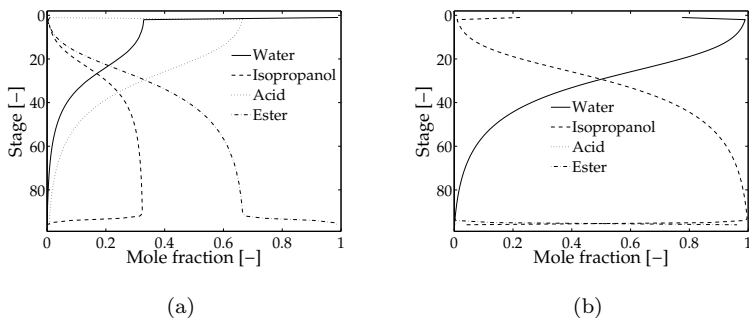 0
20
40
60
80
Stage [−]
Water
Isopropanol
Acid
Ester
0 0.2 0.4 0.6 0.8 1
Mole fraction [−]
(a)
0
20
40
60
80
Stage [−]
Water
Isopropanol
Acid
Ester
0 0.2 0.4 0.6 0.8 1
Mole fraction [−]
(b)